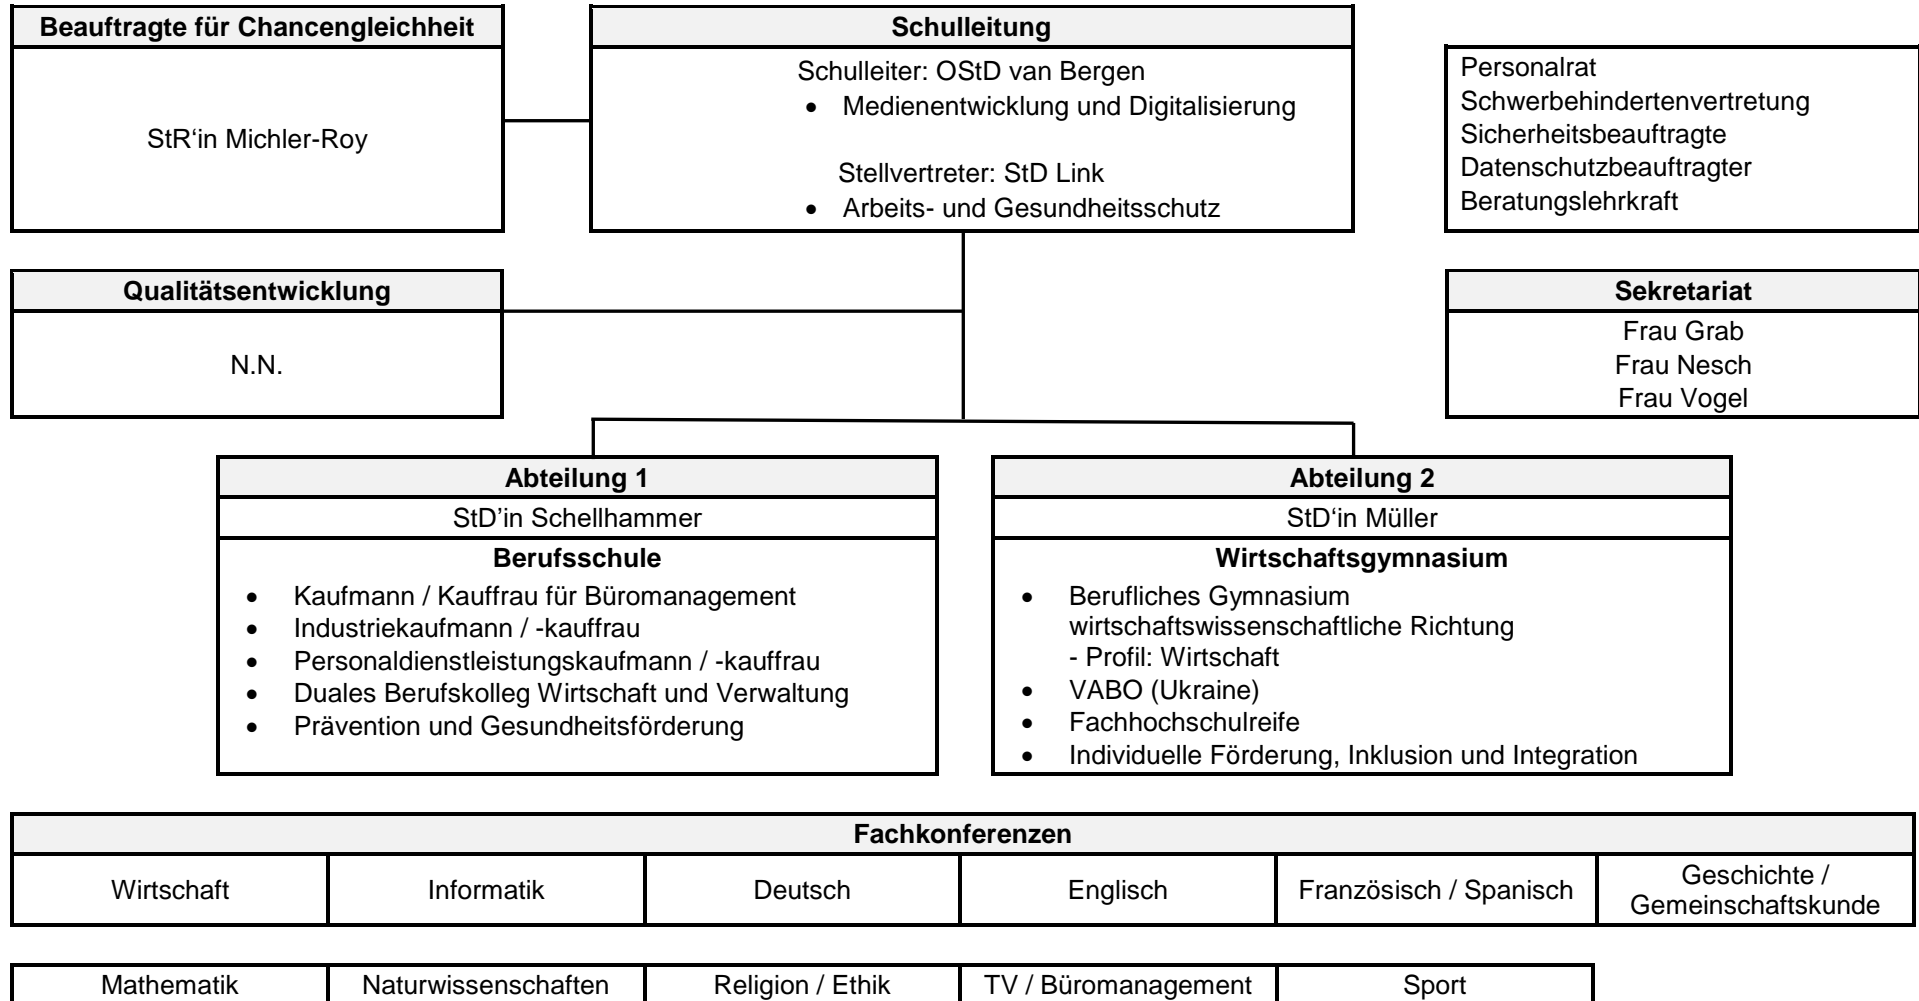 Beauftragte für Chancengleichheit
StR‘in Michler-Roy
Schulleitung
Schulleiter: OStD van Bergen
• Medienentwicklung und Digitalisierung
Stellvertreter: StD Link
• Arbeits- und Gesundheitsschutz
Personalrat
Schwerbehindertenvertretung
Sicherheitsbeauftragte
Datenschutzbeauftragter
Beratungslehrkraft
Qualitätsentwicklung
N.N.
Sekretariat
Frau Grab
Frau Nesch
Frau Vogel
Abteilung 1
StD’in Schellhammer
Berufsschule
• Kaufmann / Kauffrau für Büromanagement
• Industriekaufmann / -kauffrau
• Personaldienstleistungskaufmann / -kauffrau
• Duales Berufskolleg Wirtschaft und Verwaltung
• Prävention und Gesundheitsförderung
Abteilung 2
StD‘in Müller
Wirtschaftsgymnasium
• Berufliches Gymnasium
wirtschaftswissenschaftliche Richtung
- Profil: Wirtschaft
• VABO (Ukraine)
• Fachhochschulreife
• Individuelle Förderung, Inklusion und Integration
Fachkonferenzen
Wirtschaft
Informatik
Deutsch
Englisch
Französisch / Spanisch
Geschichte /
Gemeinschaftskunde
Mathematik
Naturwissenschaften
Religion / Ethik
TV / Büromanagement
Sport